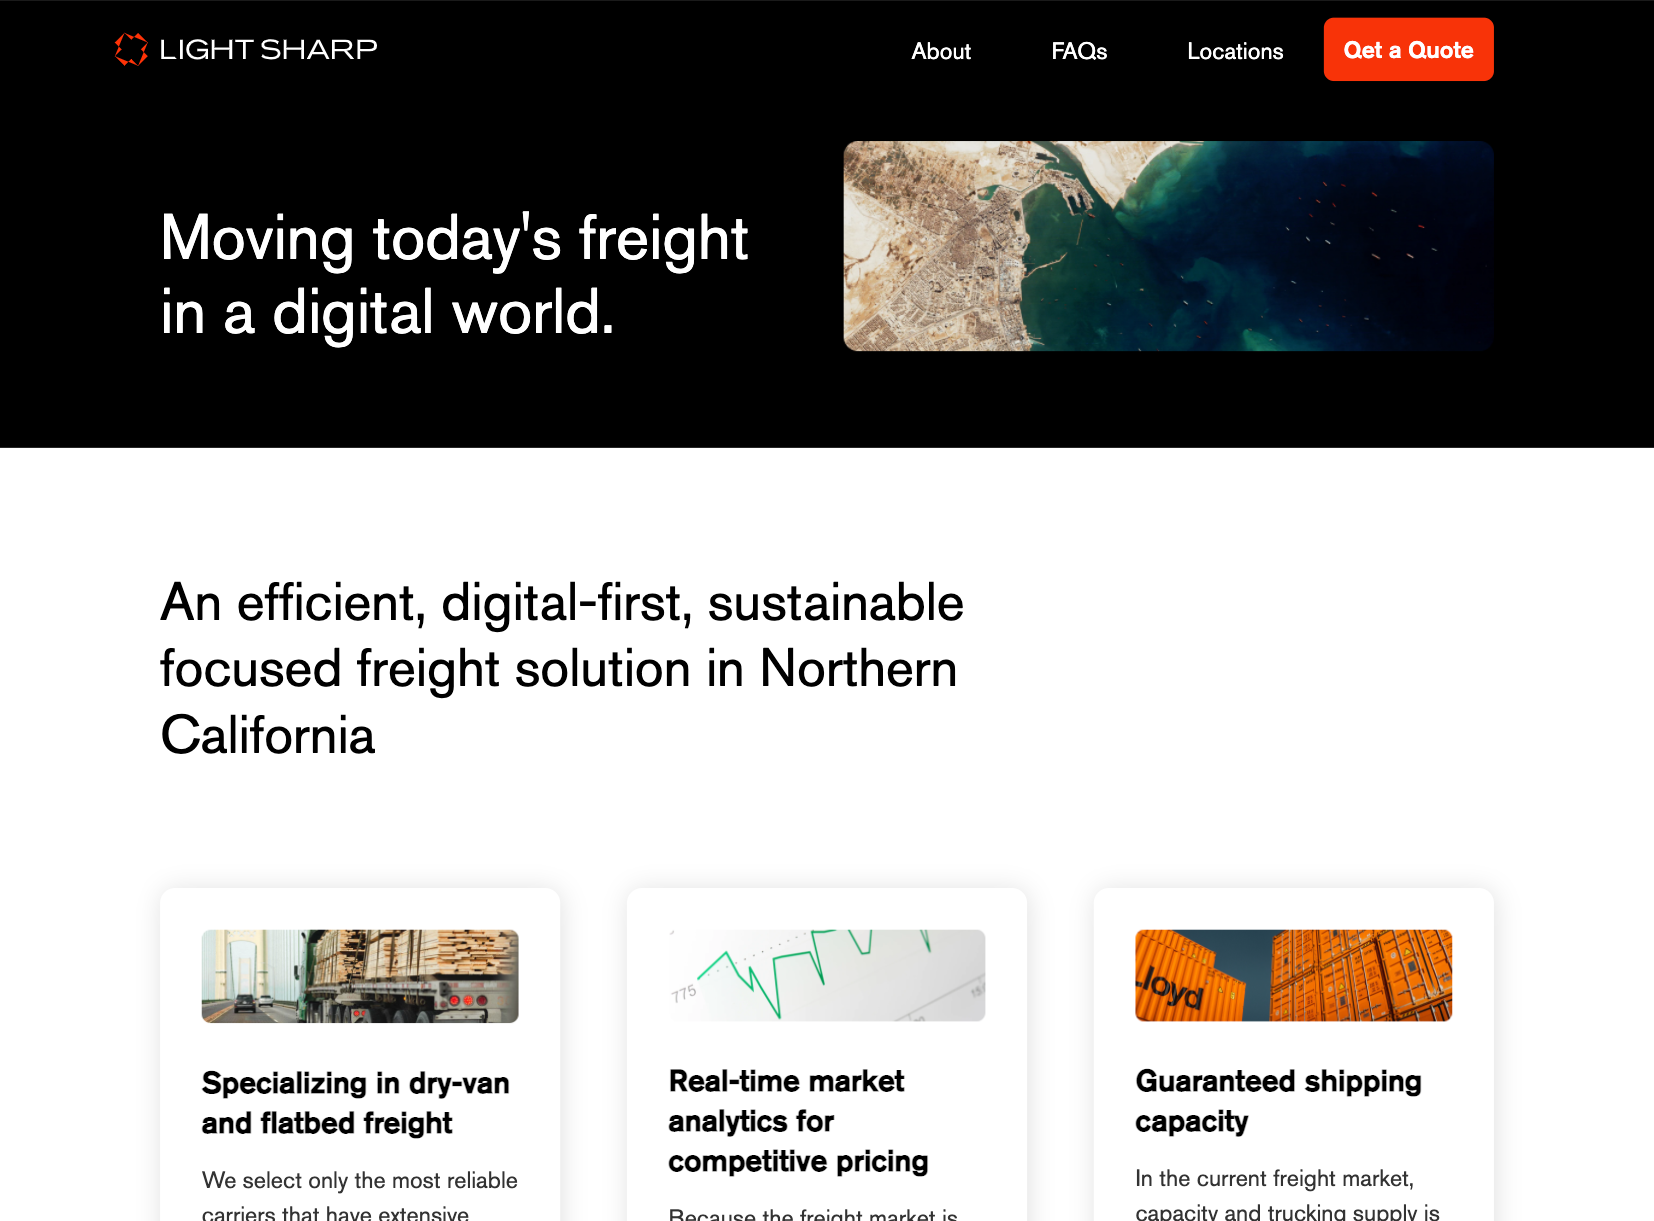 LIGHT SHARP
About
FAQs
Locations
Qet a Quote
Moving today's freight
in a digital world.
An efficient, digital-first, sustainable
focused freight solution in Northern
California
775
loyd
Specializing in dry-van
and flatbed freight
We select only the most reliable
carriers that have extensive
Real-time market
analytics for
competitive pricing
Because the freight market is
Guaranteed shipping
capacity
In the current freight market,
capacity and trucking supply is